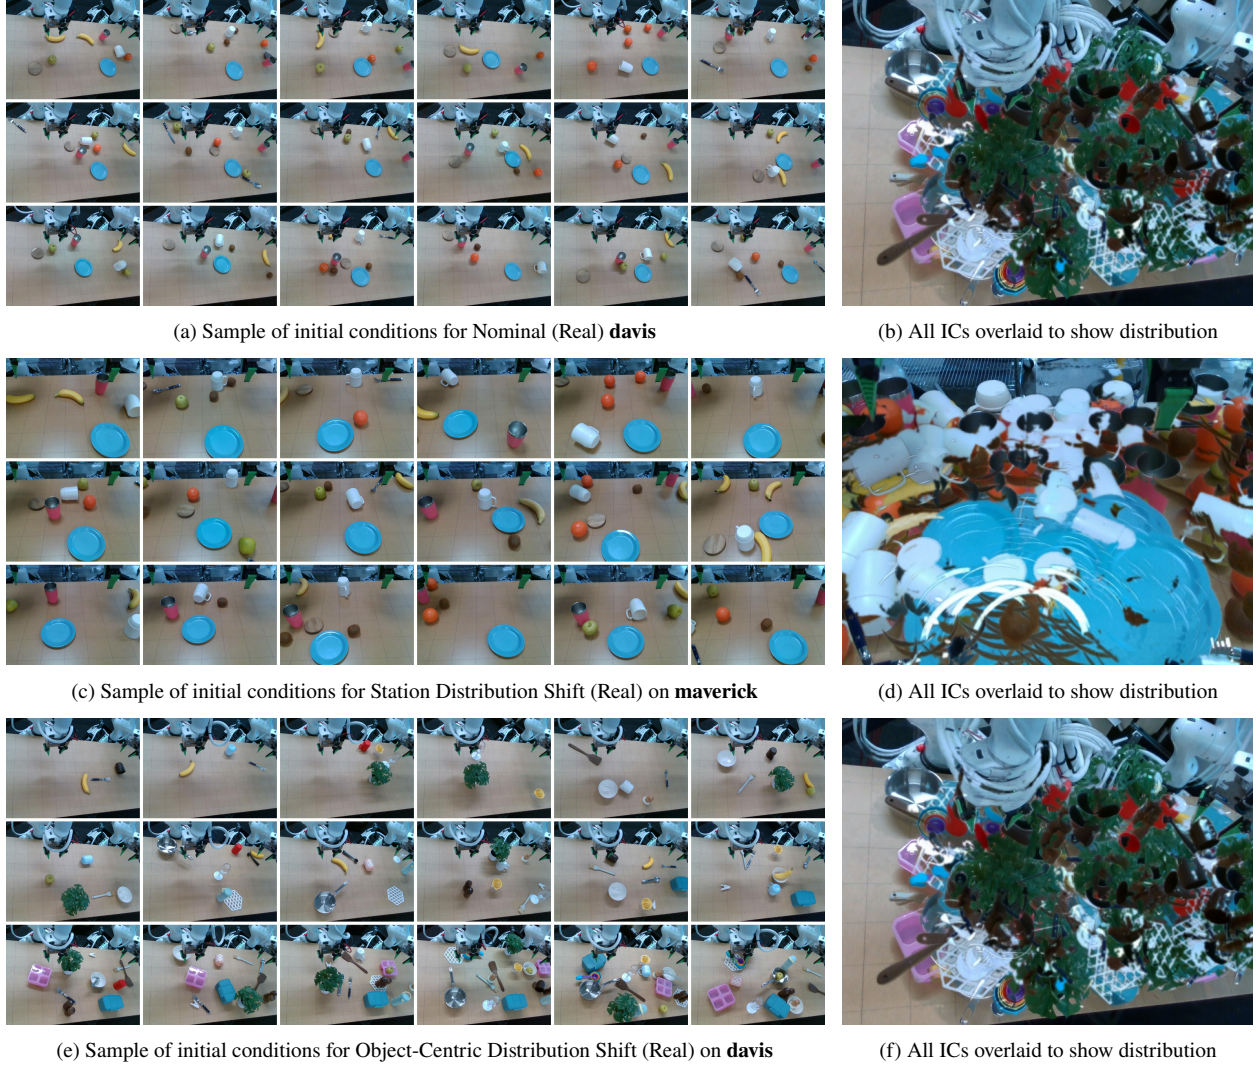 (a) Sample of initial conditions for Nominal (Real) davis
(b) All ICs overlaid to show distribution
(c) Sample of initial conditions for Station Distribution Shift (Real) on maverick
(d) All ICs overlaid to show distribution
(e) Sample of initial conditions for Object-Centric Distribution Shift (Real) on davis
(f) All ICs overlaid to show distribution